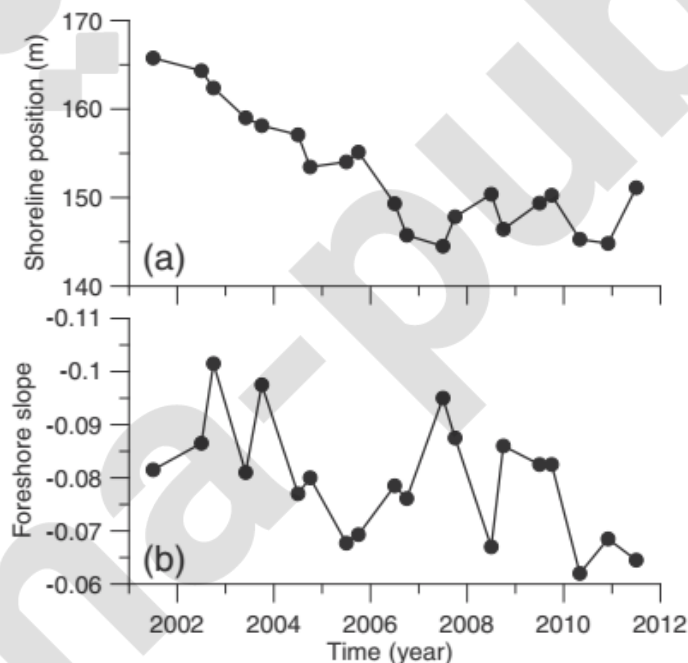 170
160
150
140
Shoreline position (m)
(a)
-0.11
-0.1
-0.09
-0.08
-0.07
-0.06
Foreshore slope
(b)
2002 2004 2006 2008 2010 2012
Time (year)